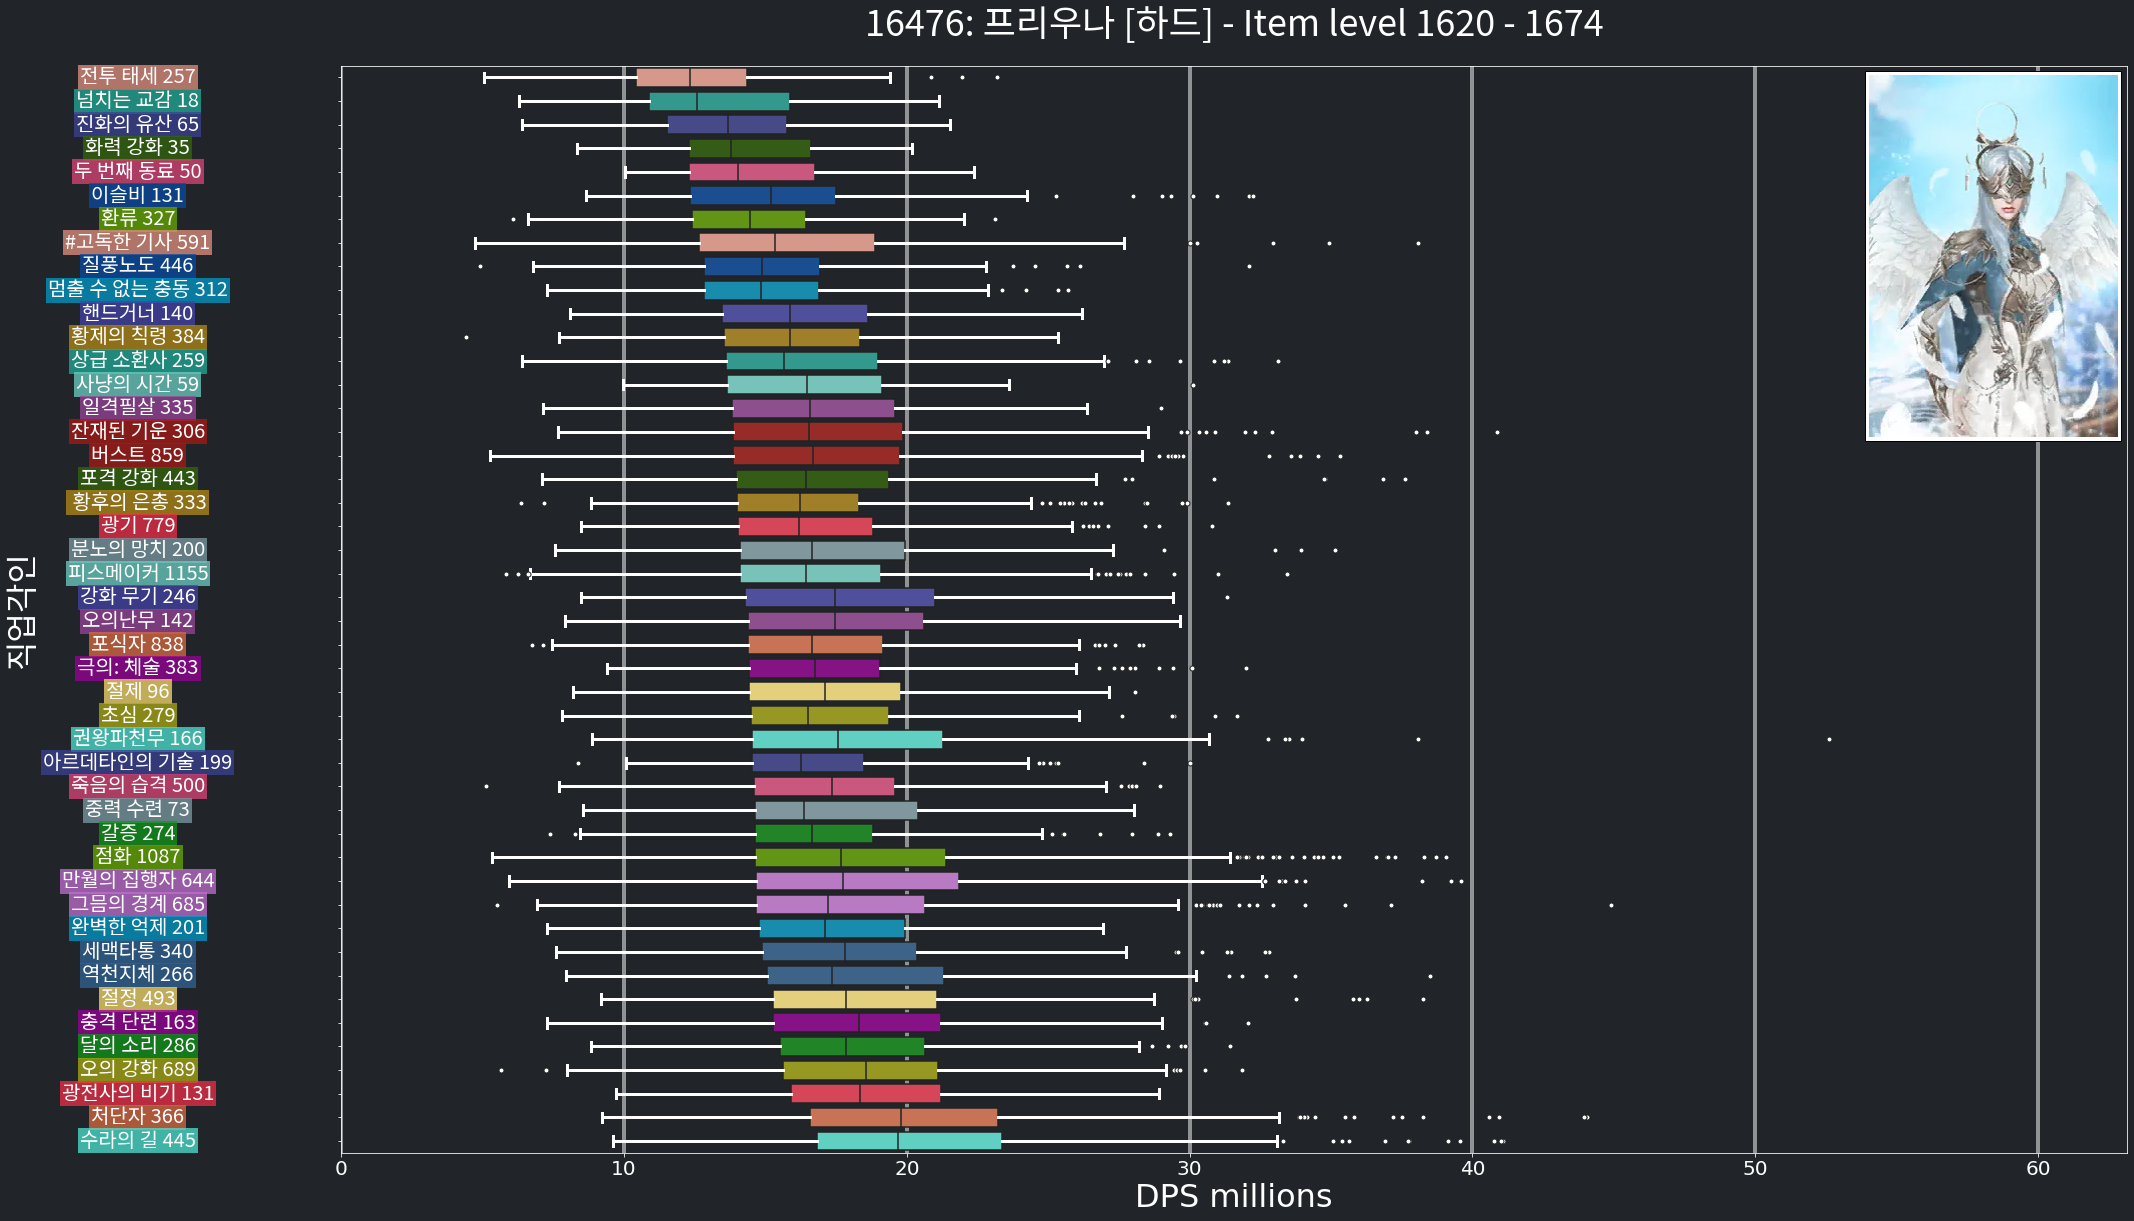 16476: 프리우나 [하드] - Item level 1620 - 1674
전투 태세 257
넘치는 교감 18
진화의 유산 65
화력 강화 35
두 번째 동료 50
이슬비 131
환류 327
#고독한 기사 591
질풍노도 446
멈출 수 없는 충동 312
핸드거너 140
황제의 칙령 384
상급 소환사 259
사냥의 시간 59
일격필살 335
잔재된 기운 306
버스트 859
포격 강화 443
황후의 은총 333
광기 779
분노의 망치 200
피스메이커 1155
강화 무기 246
오의난무 142
포식자 838
극의: 체술 383
절제 96
초심 279
권왕파천무 166
아르데타인의 기술 199
죽음의 습격 500
중력 수련 73
갈증 274
점화 1087
만월의 집행자 644
그믐의 경계 685
완벽한 억제 201
세맥타통 340
역천지체 266
절정 493
충격 단련 163
달의 소리 286
오의 강화 689
광전사의 비기 131
처단자 366
수라의 길 445
직업각인
0 10 20 30 40 50 60
DPS millions